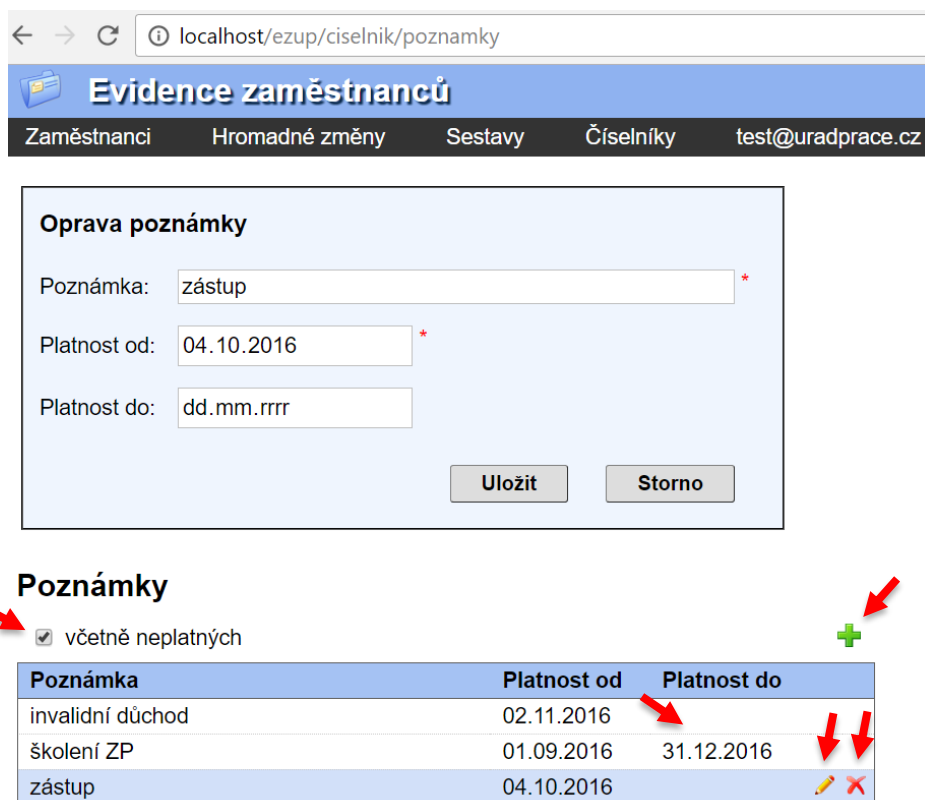 localhost/ezup/ciselnik/poznamky
Evidence zaměstnanců
Zaměstnanci Hromadné změny Sestavy Číselníky test@uradprace.cz
Oprava poznámky
Poznámka: zástup *
Platnost od: 04.10.2016 *
Platnost do: dd.mm.rrrr
Uložit Storno
Poznámky
včetně neplatných
Poznámka Platnost od Platnost do
invalidní důchod 02.11.2016
školení ZP 01.09.2016 31.12.2016
zástup 04.10.2016